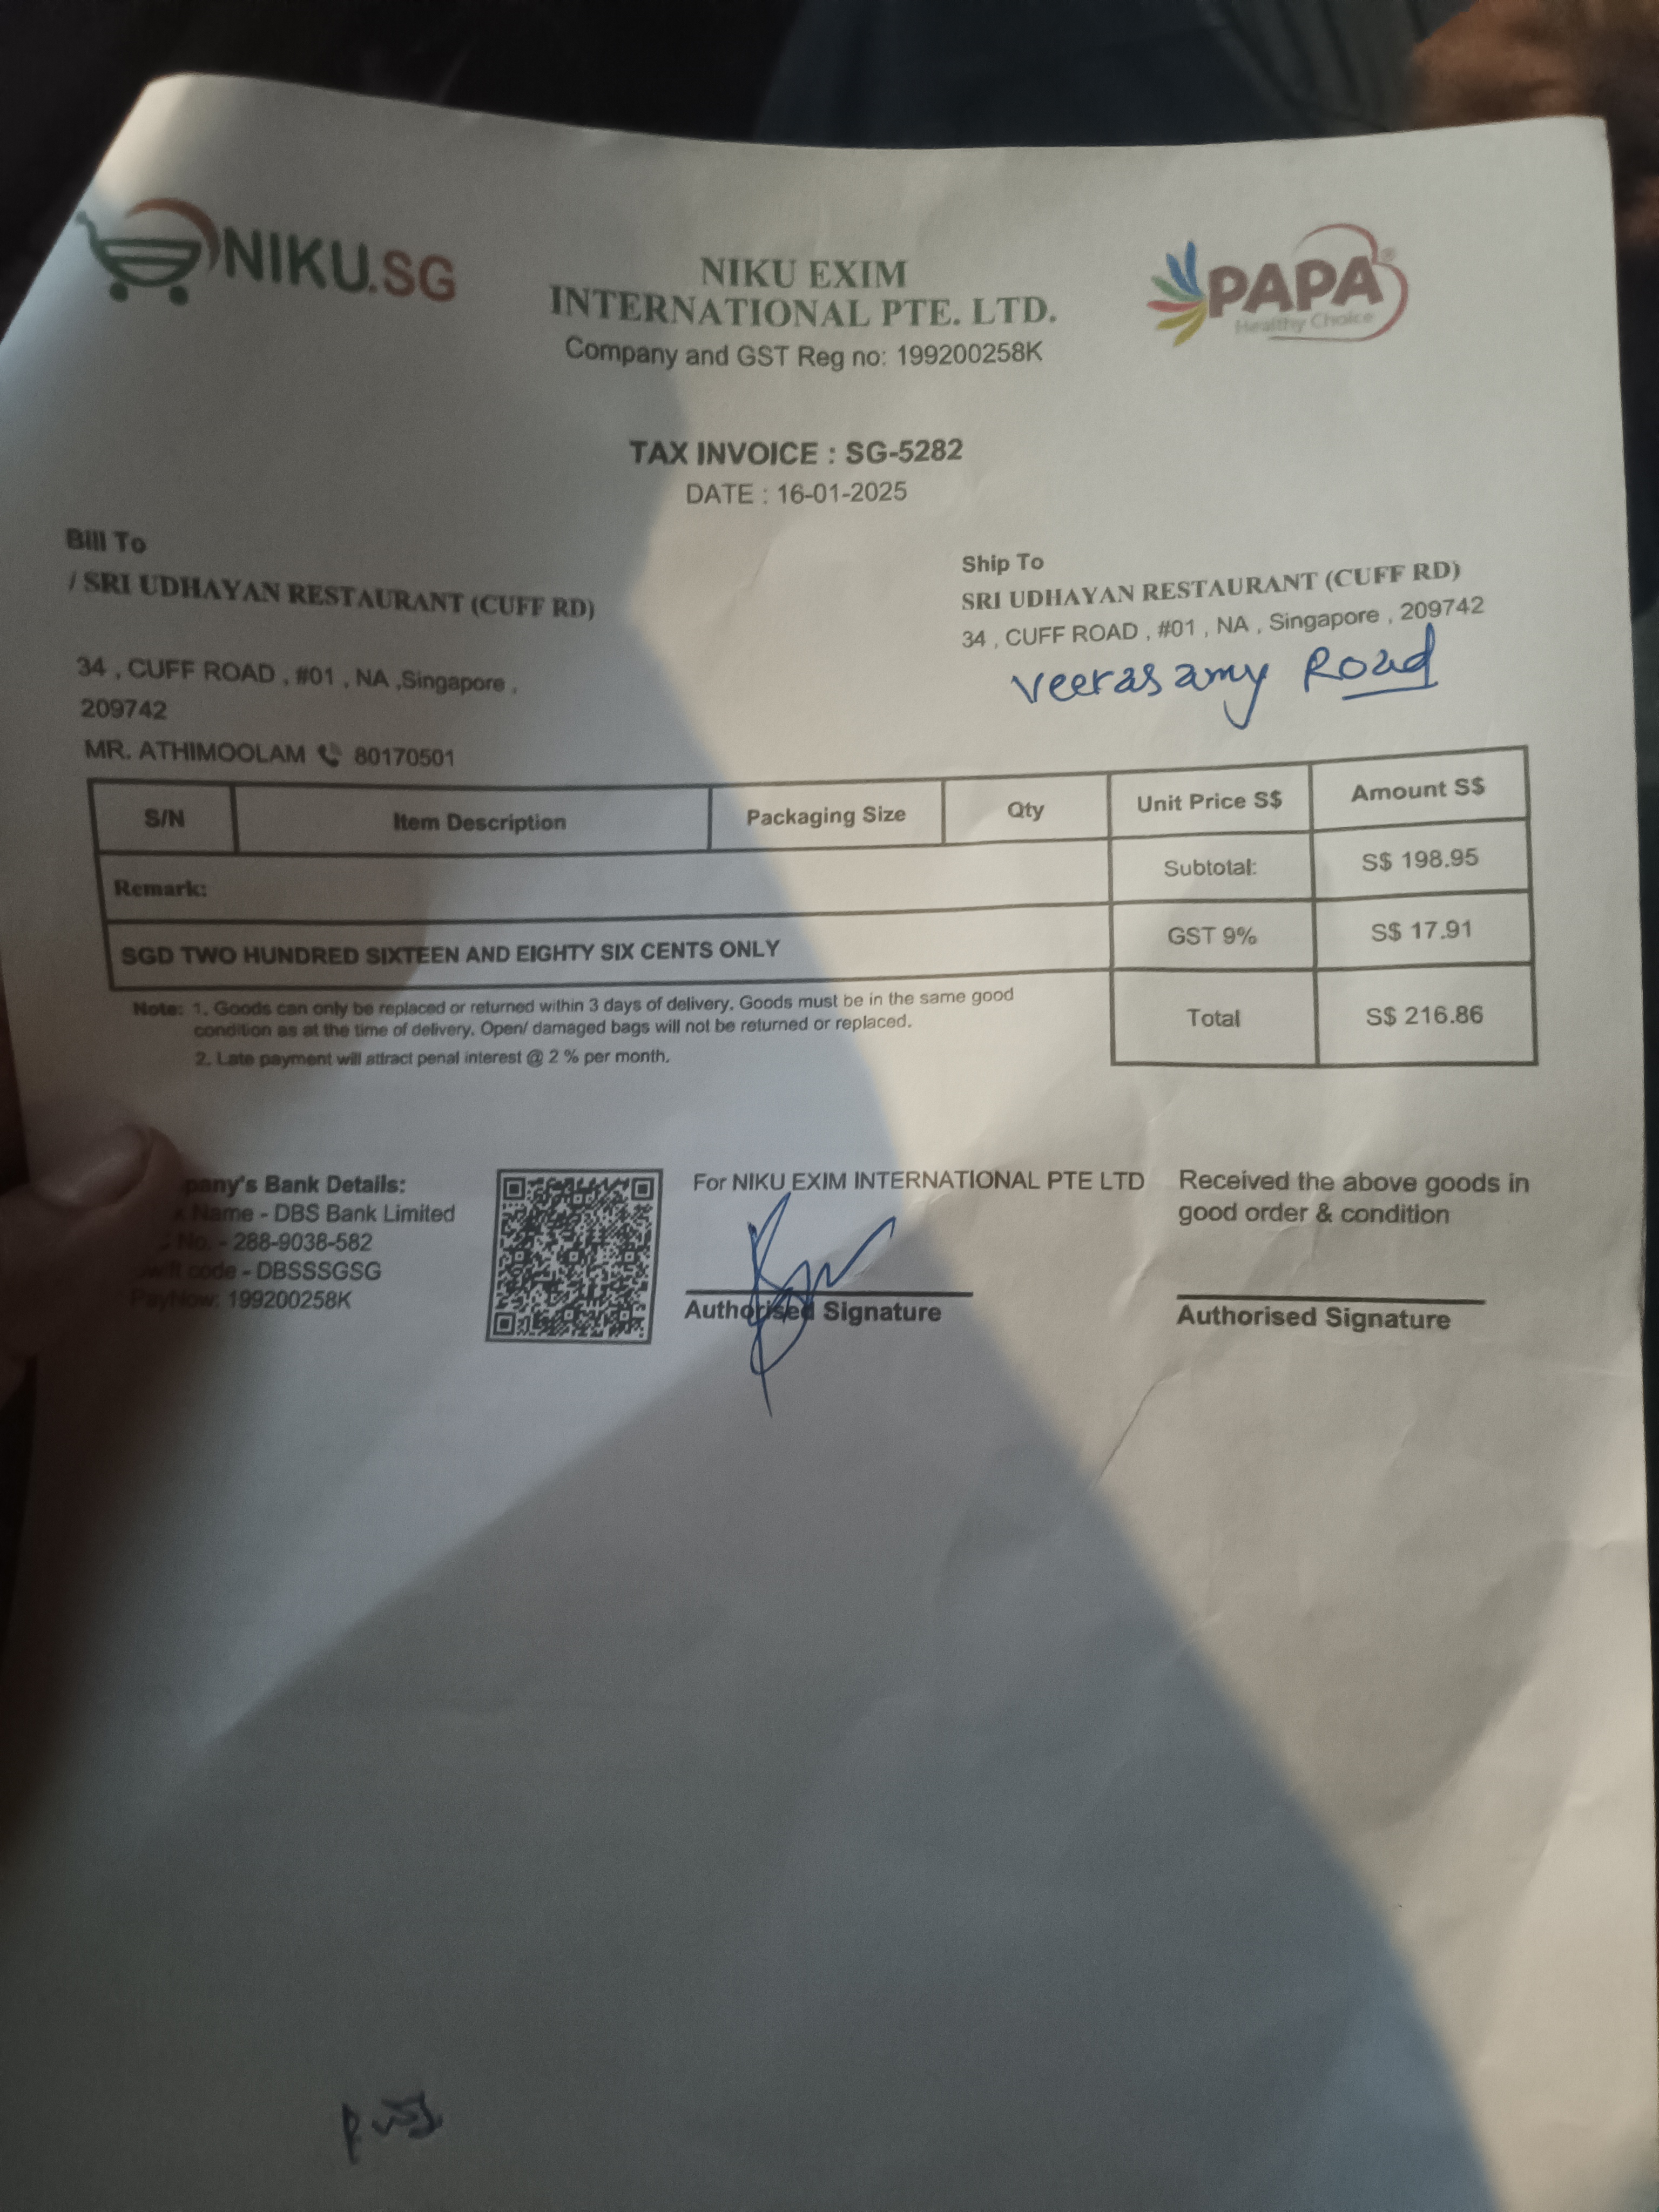 NIKU.SG
NIKU EXIM
INTERNATIONAL PTE. LTD.
Company and GST Reg no: 199200258K
PAPA®
Healthy Choice
TAX INVOICE : SG-5282
DATE : 16-01-2025
Bill To
/ SRI UDHAYAN RESTAURANT (CUFF RD)
34 , CUFF ROAD , #01 , NA ,Singapore ,
209742
MR. ATHIMOOLAM 80170501
Ship To
SRI UDHAYAN RESTAURANT (CUFF RD)
34 , CUFF ROAD , #01 , NA , Singapore , 209742
Veerasamy Road
S/N Item Description Packaging Size Qty Unit Price S$ Amount S$
Remark: Subtotal: S$ 198.95
SGD TWO HUNDRED SIXTEEN AND EIGHTY SIX CENTS ONLY GST 9% S$ 17.91
Total S$ 216.86
Note: 1. Goods can only be replaced or returned within 3 days of delivery. Goods must be in the same good
condition as at the time of delivery. Open/ damaged bags will not be returned or replaced.
2. Late payment will attract penal interest @ 2 % per month.
pany's Bank Details:
Name - DBS Bank Limited
No. - 288-9038-582
code - DBSSSGSG
PayNow: 199200258K
For NIKU EXIM INTERNATIONAL PTE LTD
Authorised Signature
Received the above goods in
good order & condition
Authorised Signature